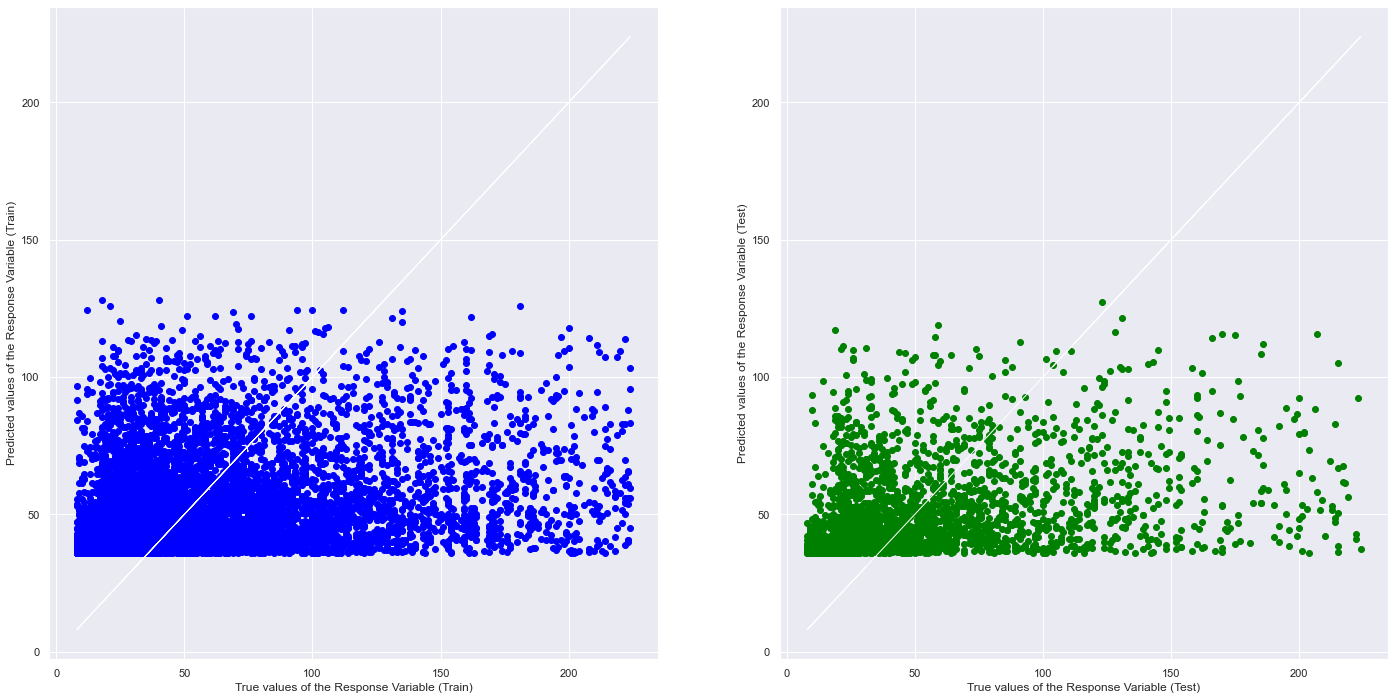 Predicted values of the Response Variable (Train)
200
150
100
50
0
0 50 100 150 200
True values of the Response Variable (Train)
Predicted values of the Response Variable (Test)
200
150
100
50
0
0 50 100 150 200
True values of the Response Variable (Test)